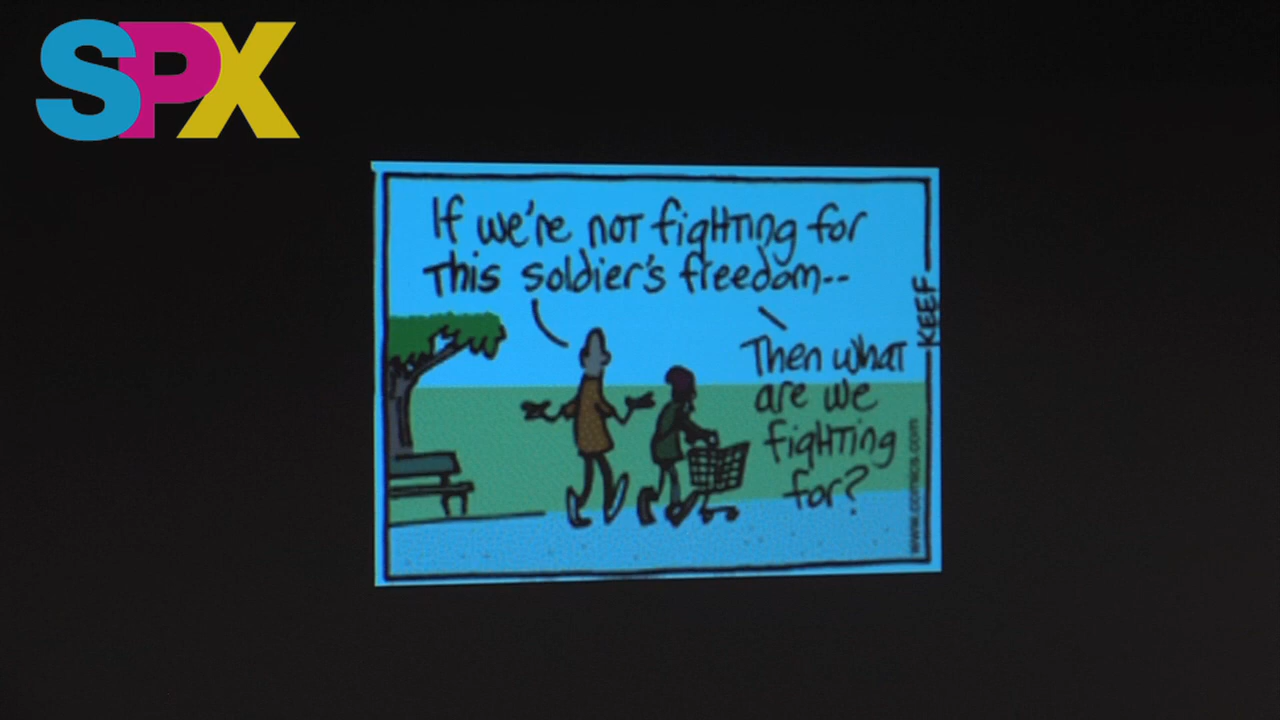 SPX
If we're not fighting for
this soldier's freedom--
Then what
are we
fighting
for?
KEEF
www.comics.com